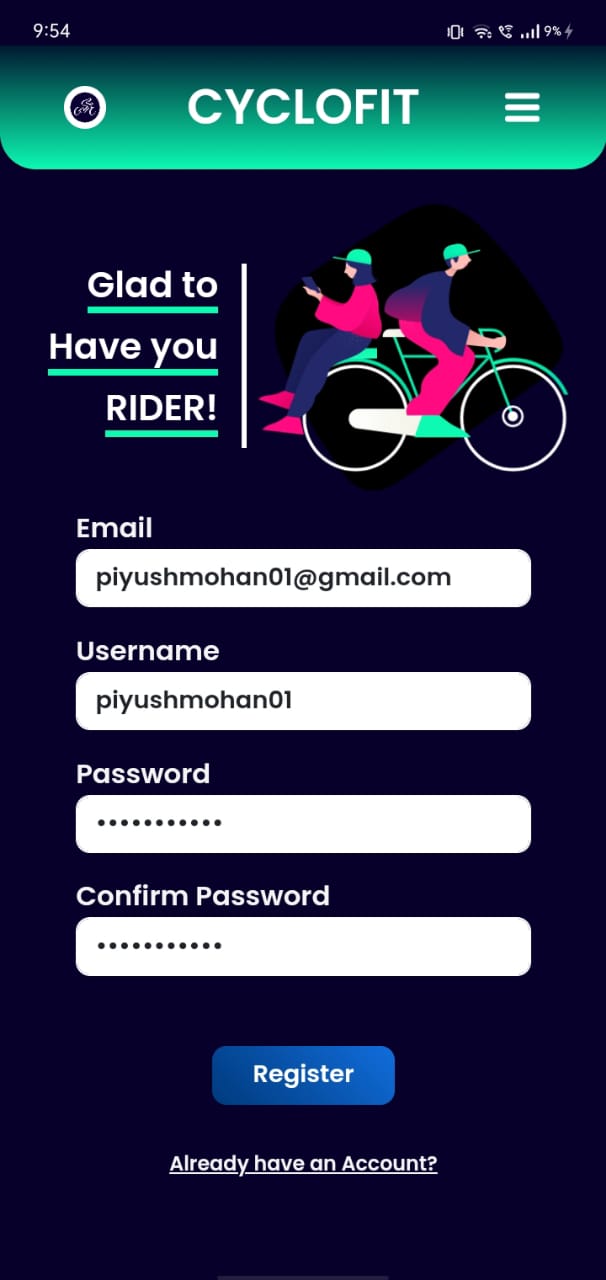 9:54
9%
CYCLOFIT
Glad to
Have you
RIDER!
Email
piyushmohan01@gmail.com
Username
piyushmohan01
Password
•••••••••••
Confirm Password
•••••••••••
Register
Already have an Account?